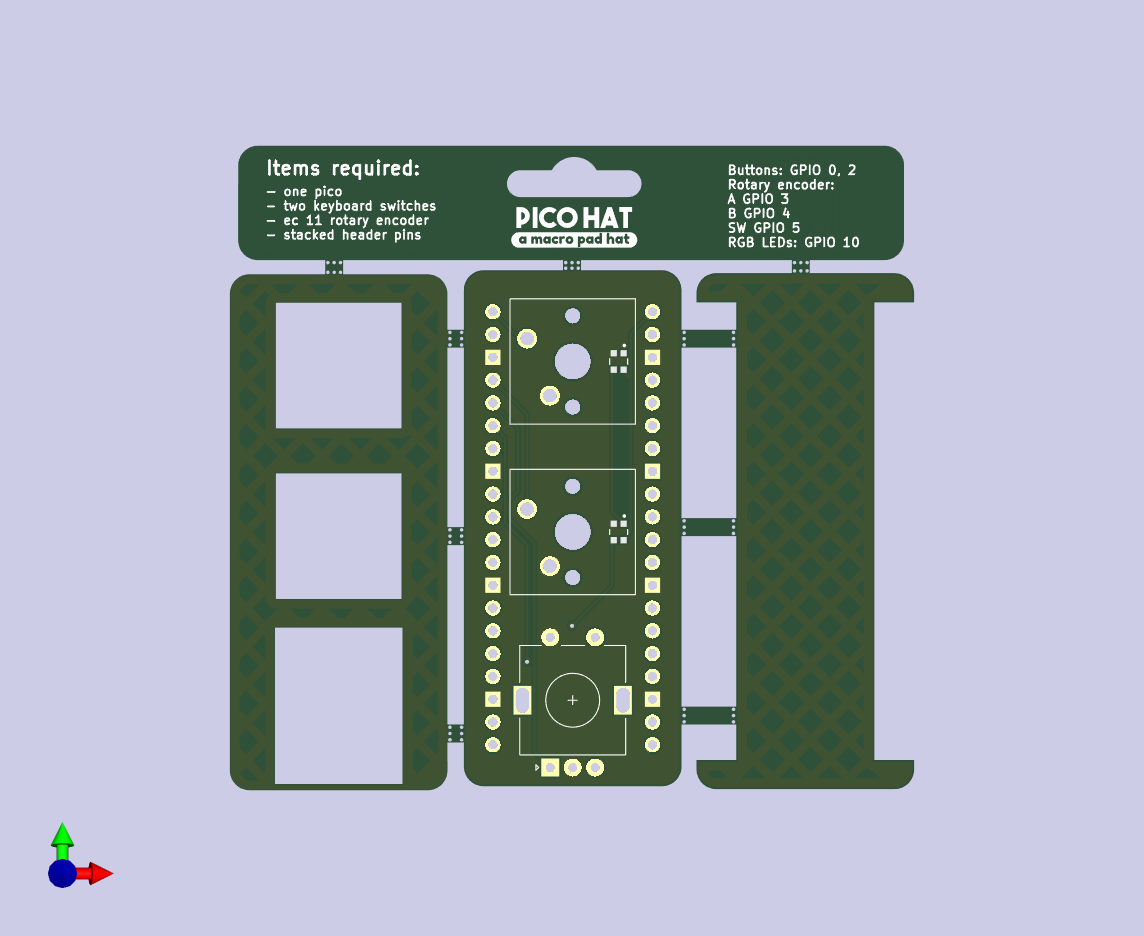 Items required:
– one pico
– two keyboard switches
– ec 11 rotary encoder
– stacked header pins
PICO HAT
a macro pad hat
Buttons: GPIO 0, 2
Rotary encoder:
A GPIO 3
B GPIO 4
SW GPIO 5
RGB LEDs: GPIO 10